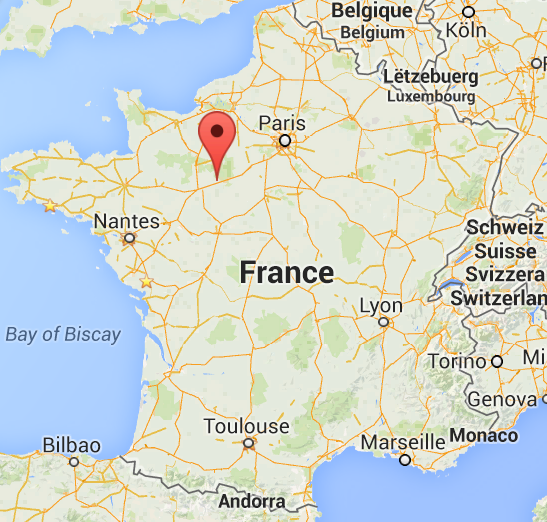 Belgique
Belgium
Köln
Lëtzebuerg
Luxembourg
Paris
Nantes
Schweiz
Suisse
Svizzera
Switzerlan
France
Lyon
Bay of Biscay
Torino
Mi
Genova
Toulouse
Marseille
Monaco
Bilbao
Andorra